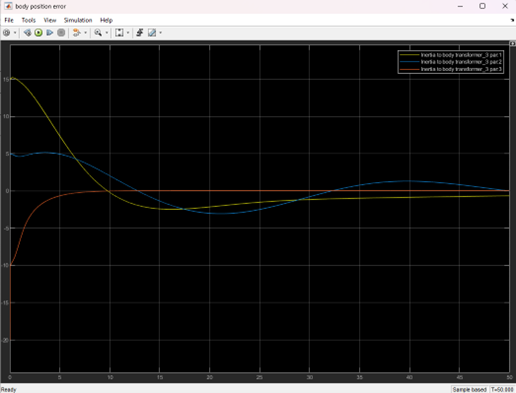 body position error
File Tools View Simulation Help
Inertia to body transformer_3 par:1
Inertia to body transformer_3 par:2
Inertia to body transformer_3 par:3
15
10
5
0
-5
-10
-15
-20
0 5 10 15 20 25 30 35 40 45 50
Ready Sample based T=50.000